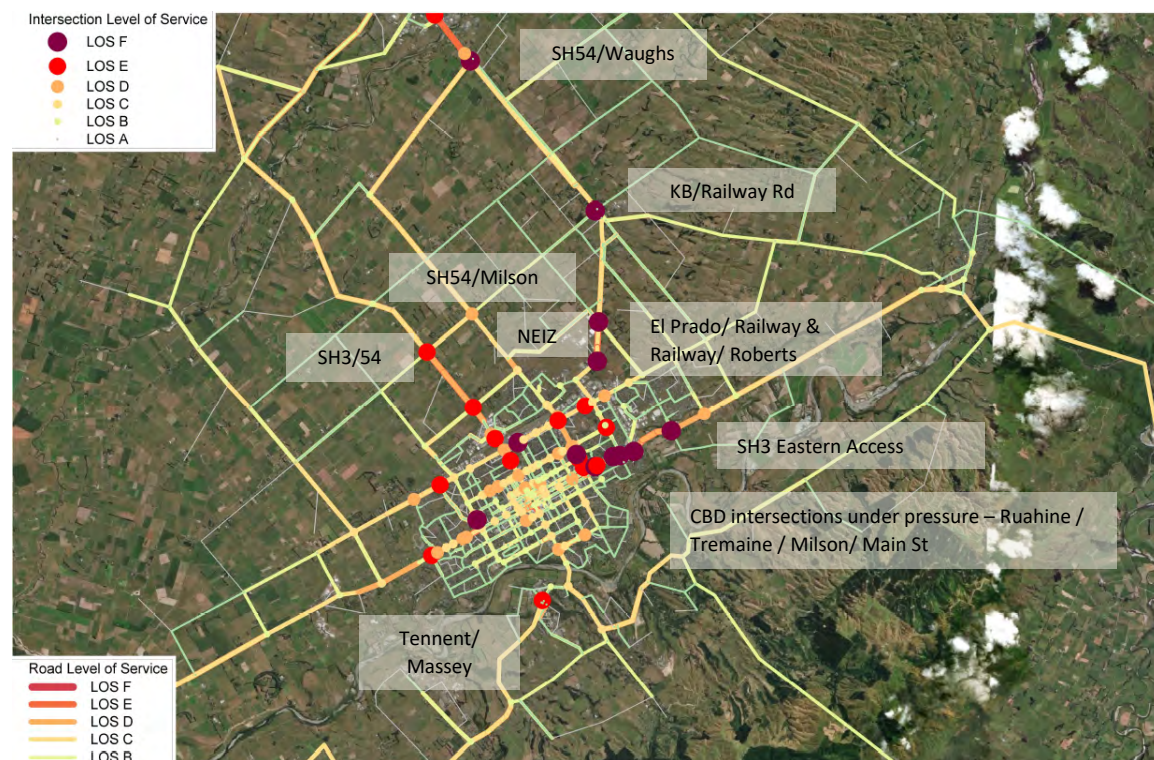 Intersection Level of Service
LOS F
LOS E
LOS D
LOS C
LOS B
LOS A
SH54/Waughs
KB/Railway Rd
SH54/Milson
NEIZ
El Prado/ Railway &
Railway/ Roberts
SH3/54
SH3 Eastern Access
CBD intersections under pressure – Ruahine /
Tremaine / Milson/ Main St
Tennent/
Massey
Road Level of Service
LOS F
LOS E
LOS D
LOS C
LOS B